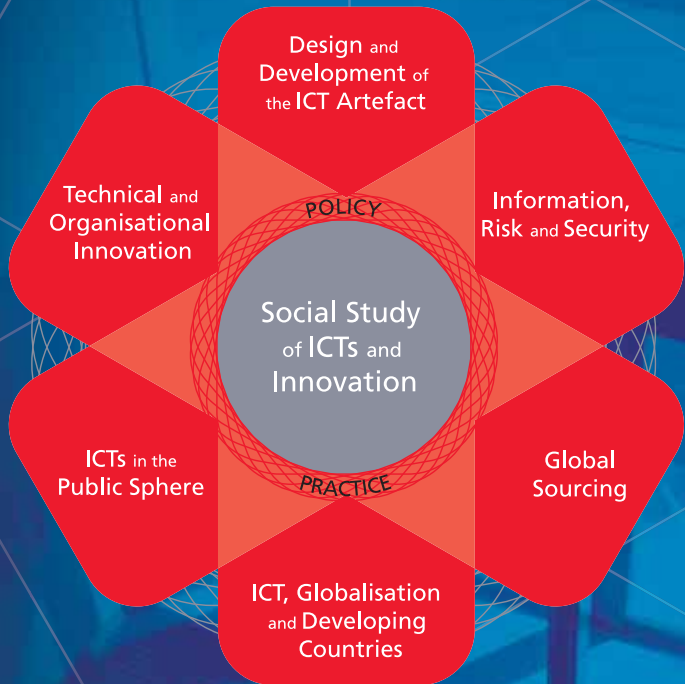 Design and
Development of
the ICT Artefact
Technical and
Organisational
Innovation
Information,
Risk and Security
POLICY
Social Study
of ICTs and
Innovation
PRACTICE
ICTs in the
Public Sphere
Global
Sourcing
ICT, Globalisation
and Developing
Countries